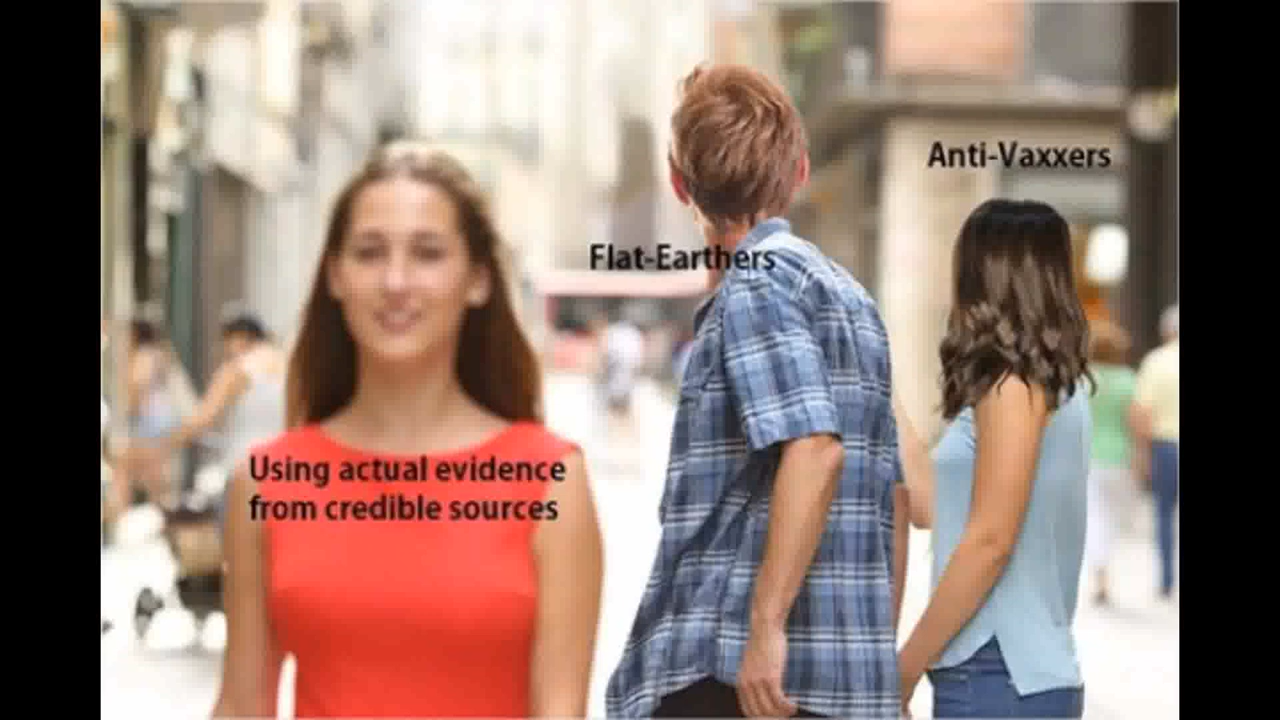 Anti-Vaxxers
Flat-Earthers
Using actual evidence
from credible sources